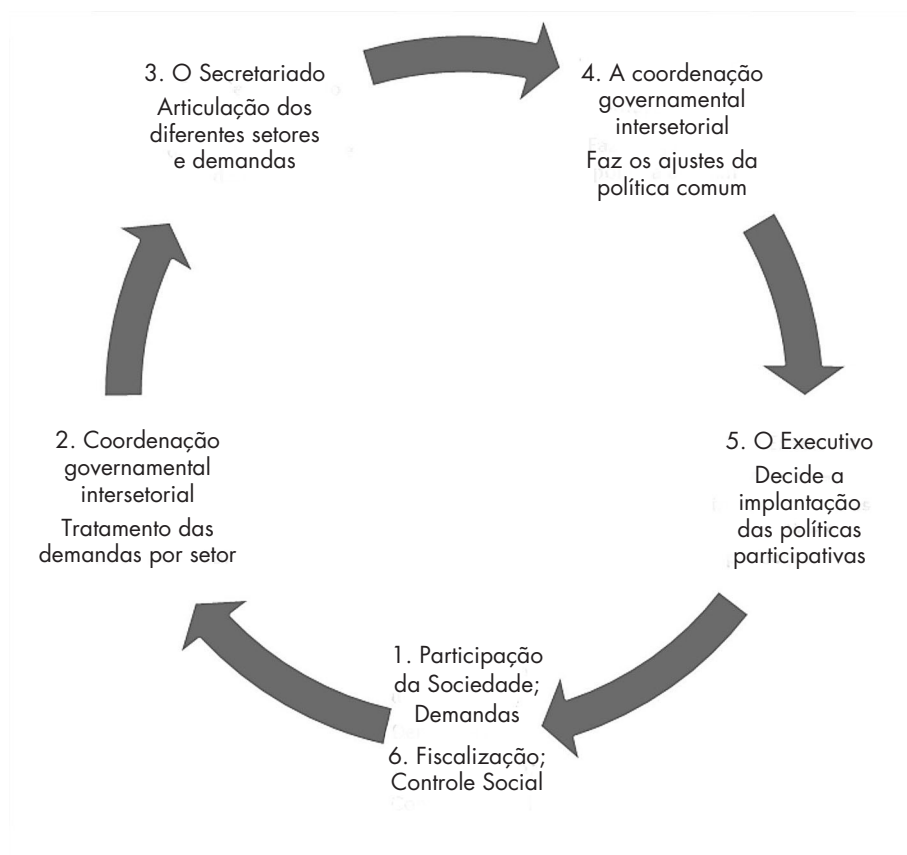 3. O Secretariado
Articulação dos
diferentes setores
e demandas
4. A coordenação
governamental
intersetorial
Faz os ajustes da
política comum
2. Coordenação
governamental
intersetorial
Tratamento das
demandas por setor
5. O Executivo
Decide a
implantação
das políticas
participativas
1. Participação
da Sociedade;
Demandas
6. Fiscalização;
Controle Social